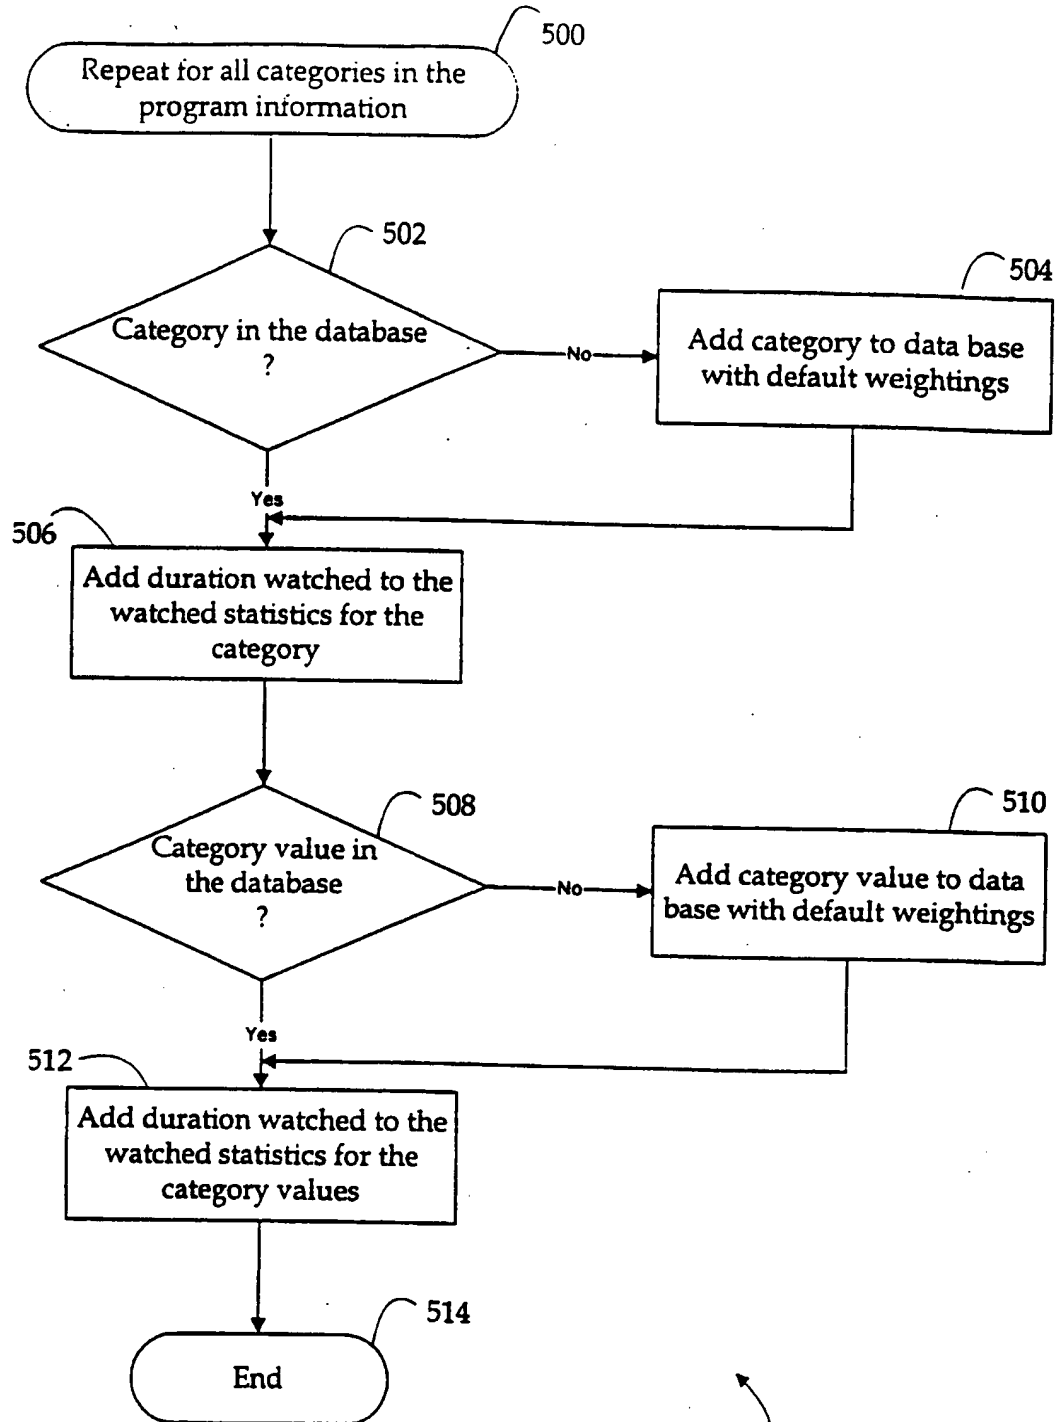 500
Repeat for all categories in the
program information
502
Category in the database
?
No
504
Add category to data base
with default weightings
Yes
506
Add duration watched to the
watched statistics for the
category
508
Category value in
the database
?
No
510
Add category value to data
base with default weightings
Yes
512
Add duration watched to the
watched statistics for the
category values
514
End